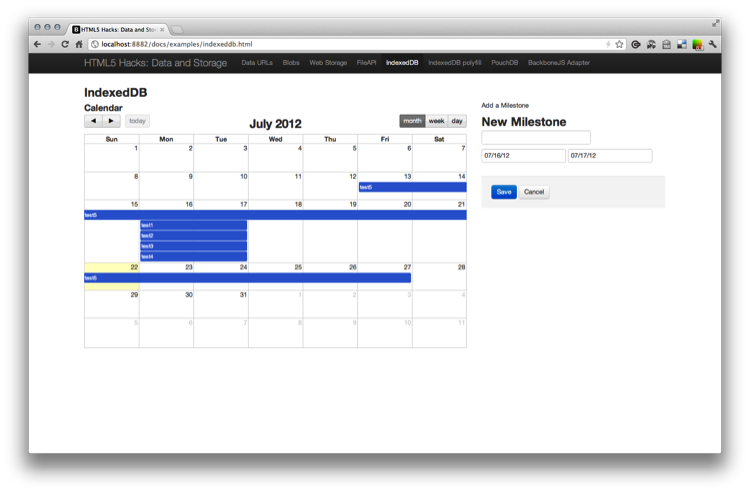 HTML5 Hacks: Data and Stor
localhost:8882/docs/examples/indexeddb.html
HTML5 Hacks: Data and Storage Data URLs Blobs Web Storage FileAPI IndexedDB IndexedDB polyfill PouchDB BackboneJS Adapter
IndexedDB
Calendar
today
July 2012
month week day
Sun Mon Tue Wed Thu Fri Sat
1 2 3 4 5 6 7
8 9 10 11 12 13 14
test5
15 16 17 18 19 20 21
test5
test1
test2
test3
test4
22 23 24 25 26 27 28
test5
29 30 31 1 2 3 4
5 6 7 8 9 10 11
Add a Milestone
New Milestone
07/16/12 07/17/12
Save Cancel